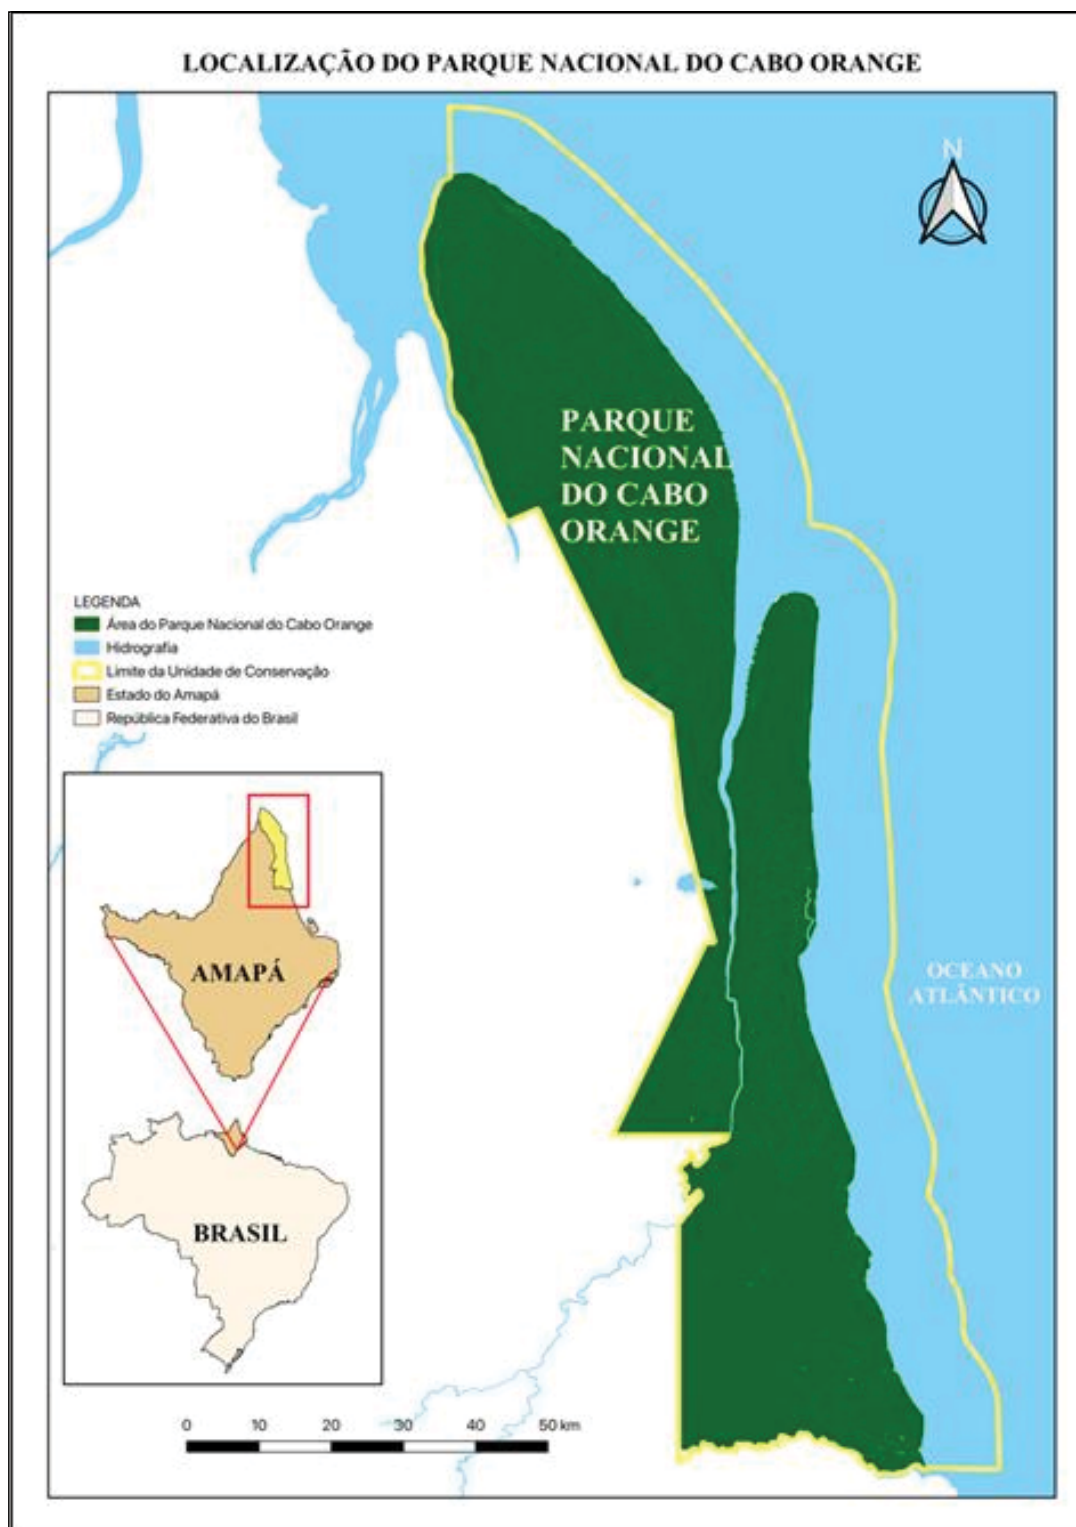 LOCALIZAÇÃO DO PARQUE NACIONAL DO CABO ORANGE
N
PARQUE
NACIONAL
DO CABO
ORANGE
LEGENDA
Área do Parque Nacional do Cabo Orange
Hidrografia
Limite da Unidade de Conservação
Estado do Amapá
República Federativa do Brasil
AMAPÁ
OCEANO
ATLÂNTICO
BRASIL
0 10 20 30 40 50 km